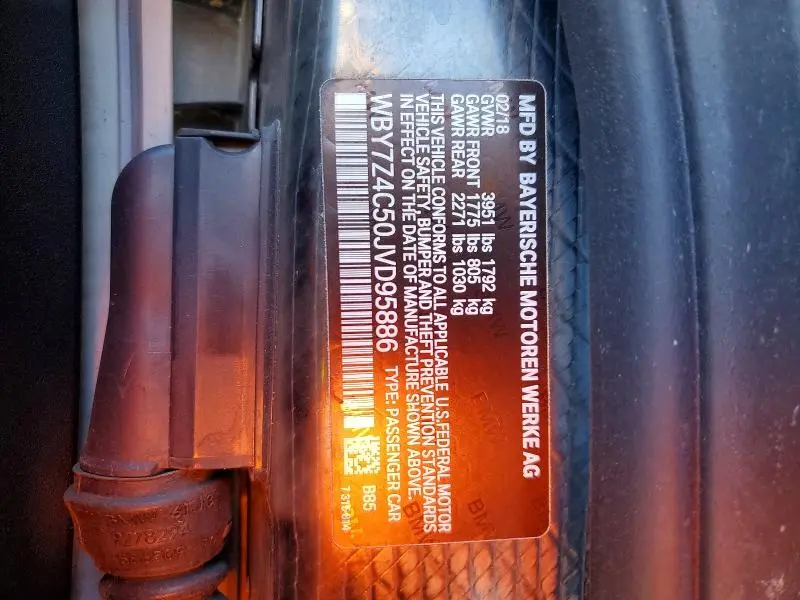 MFD BY BAYERISCHE MOTOREN WERKE AG
02/18
GVWR 3951 lbs 1792 kg
GAWR FRONT 1775 lbs 805 kg
GAWR REAR 2271 lbs 1030 kg
THIS VEHICLE CONFORMS TO ALL APPLICABLE U.S.FEDERAL MOTOR
VEHICLE SAFETY, BUMPER AND THEFT PREVENTION STANDARDS
IN EFFECT ON THE DATE OF MANUFACTURE SHOWN ABOVE.
WBY7Z4C50JVD95886 TYPE: PASSENGER CAR
B85
BMW